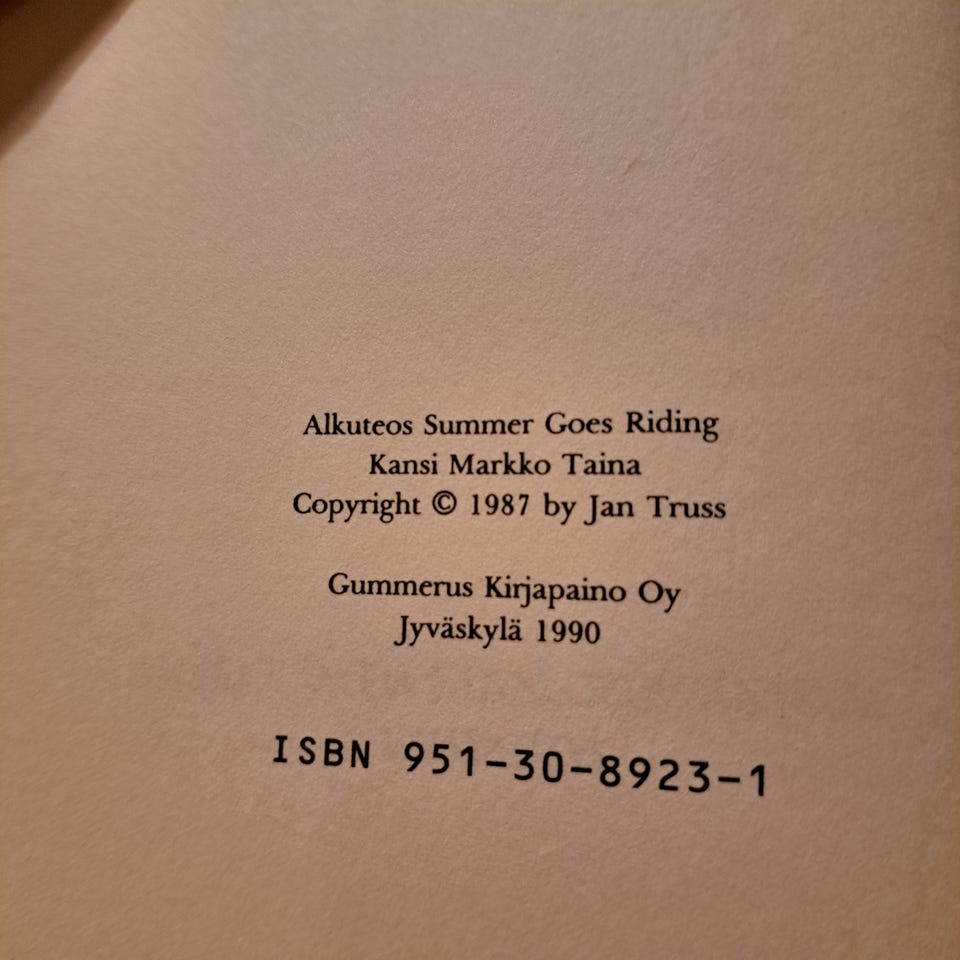 Alkuteos Summer Goes Riding
Kansi Markko Taina
Copyright © 1987 by Jan Truss
Gummerus Kirjapaino Oy
Jyväskylä 1990
ISBN 951-30-8923-1